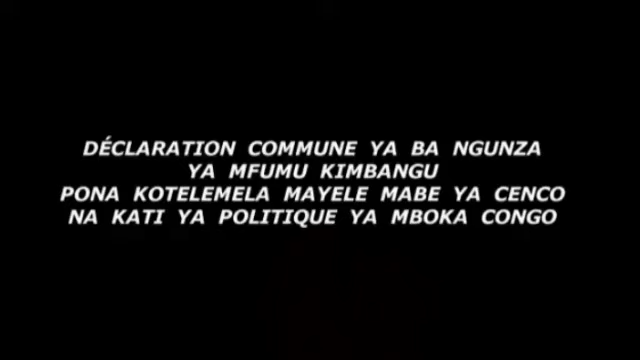 DÉCLARATION COMMUNE YA BA NGUNZA
YA MFUMU KIMBANGU
PONA KOTELEMELA MAYELE MABE YA CENCO
NA KATI YA POLITIQUE YA MBOKA CONGO